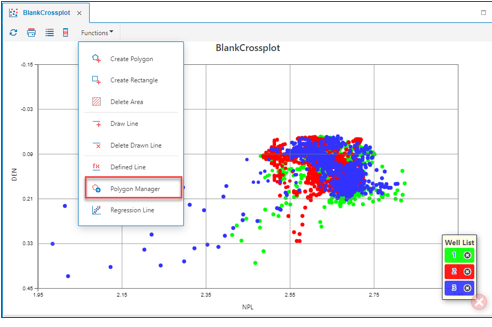 BlankCrossplot
Functions
BlankCrossplot
Create Polygon
Create Rectangle
Delete Area
Draw Line
Delete Drawn Line
Defined Line
Polygon Manager
Regression Line
-0.15
-0.03
0.09
0.21
0.33
0.45
DEN
1.95
2.15
2.35
2.55
2.75
NPL
Well List
1
2
3